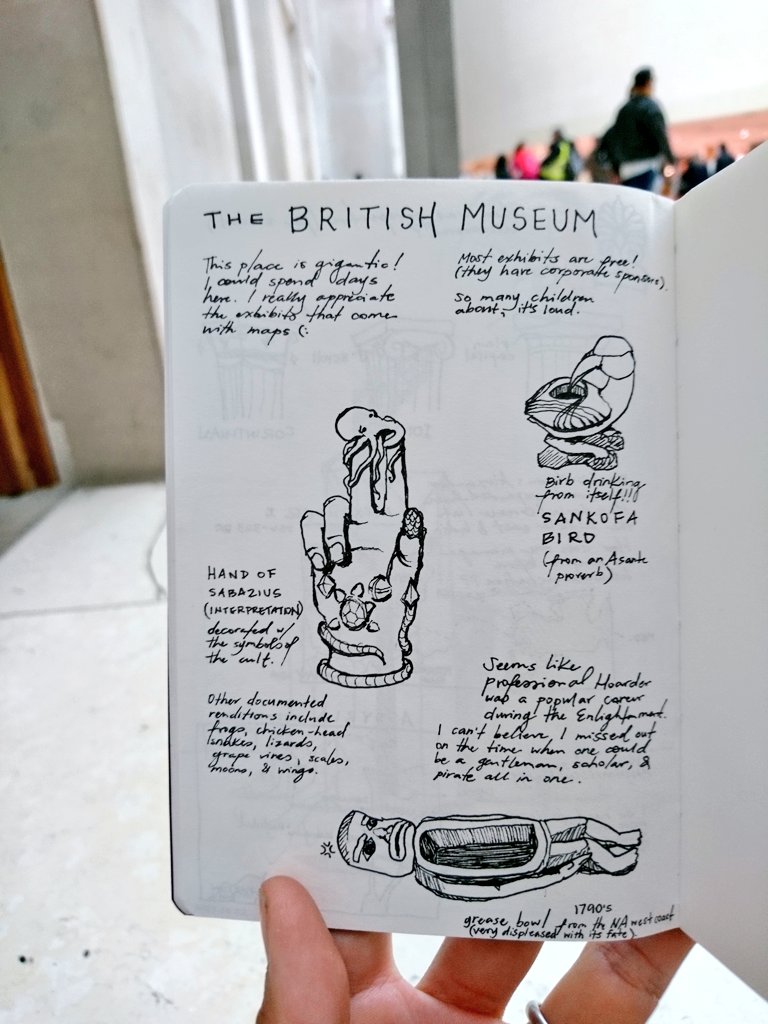 THE BRITISH MUSEUM
This place is gigantic!
I could spend days
here. I really appreciate
the exhibits that come
with maps (:
Most exhibits are free!
(they have corporate sponsors).
so many children
about, it's loud.
Birb drinking
from itself!!!
SANKOFA
BIRD
(from an Asante
proverb)
HAND OF
SABAZIUS
(INTERPRETATION)
decorated w/
the symbols of
the cult.
Other documented
renditions include
frogs, chicken-head
snakes, lizards,
grape vines, scales,
moons, & wings.
Seems like
professional Hoarder
was a popular career
during the Enlightenment.
I can't believe, I missed out
on the time when one could
be a gentleman, scholar, &
pirate all in one.
1790's
grease bowl from the NA west coast
(very displeased with its fate).